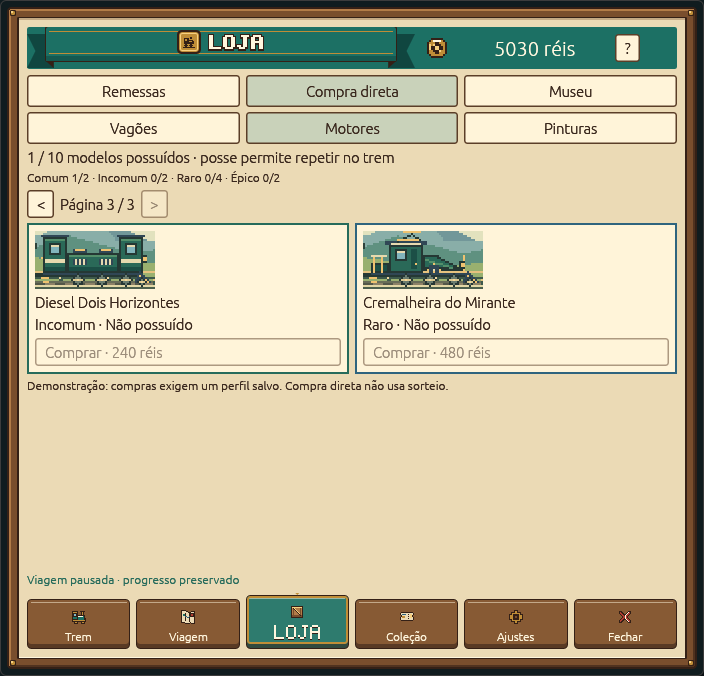 LOJA
5030 réis
?
Remessas
Compra direta
Museu
Vagões
Motores
Pinturas
1 / 10 modelos possuídos · posse permite repetir no trem
Comum 1/2 · Incomum 0/2 · Raro 0/4 · Épico 0/2
< Página 3 / 3 >
Diesel Dois Horizontes
Incomum · Não possuído
Comprar · 240 réis
Cremalheira do Mirante
Raro · Não possuído
Comprar · 480 réis
Demonstração: compras exigem um perfil salvo. Compra direta não usa sorteio.
Viagem pausada · progresso preservado
Trem
Viagem
LOJA
Coleção
Ajustes
Fechar